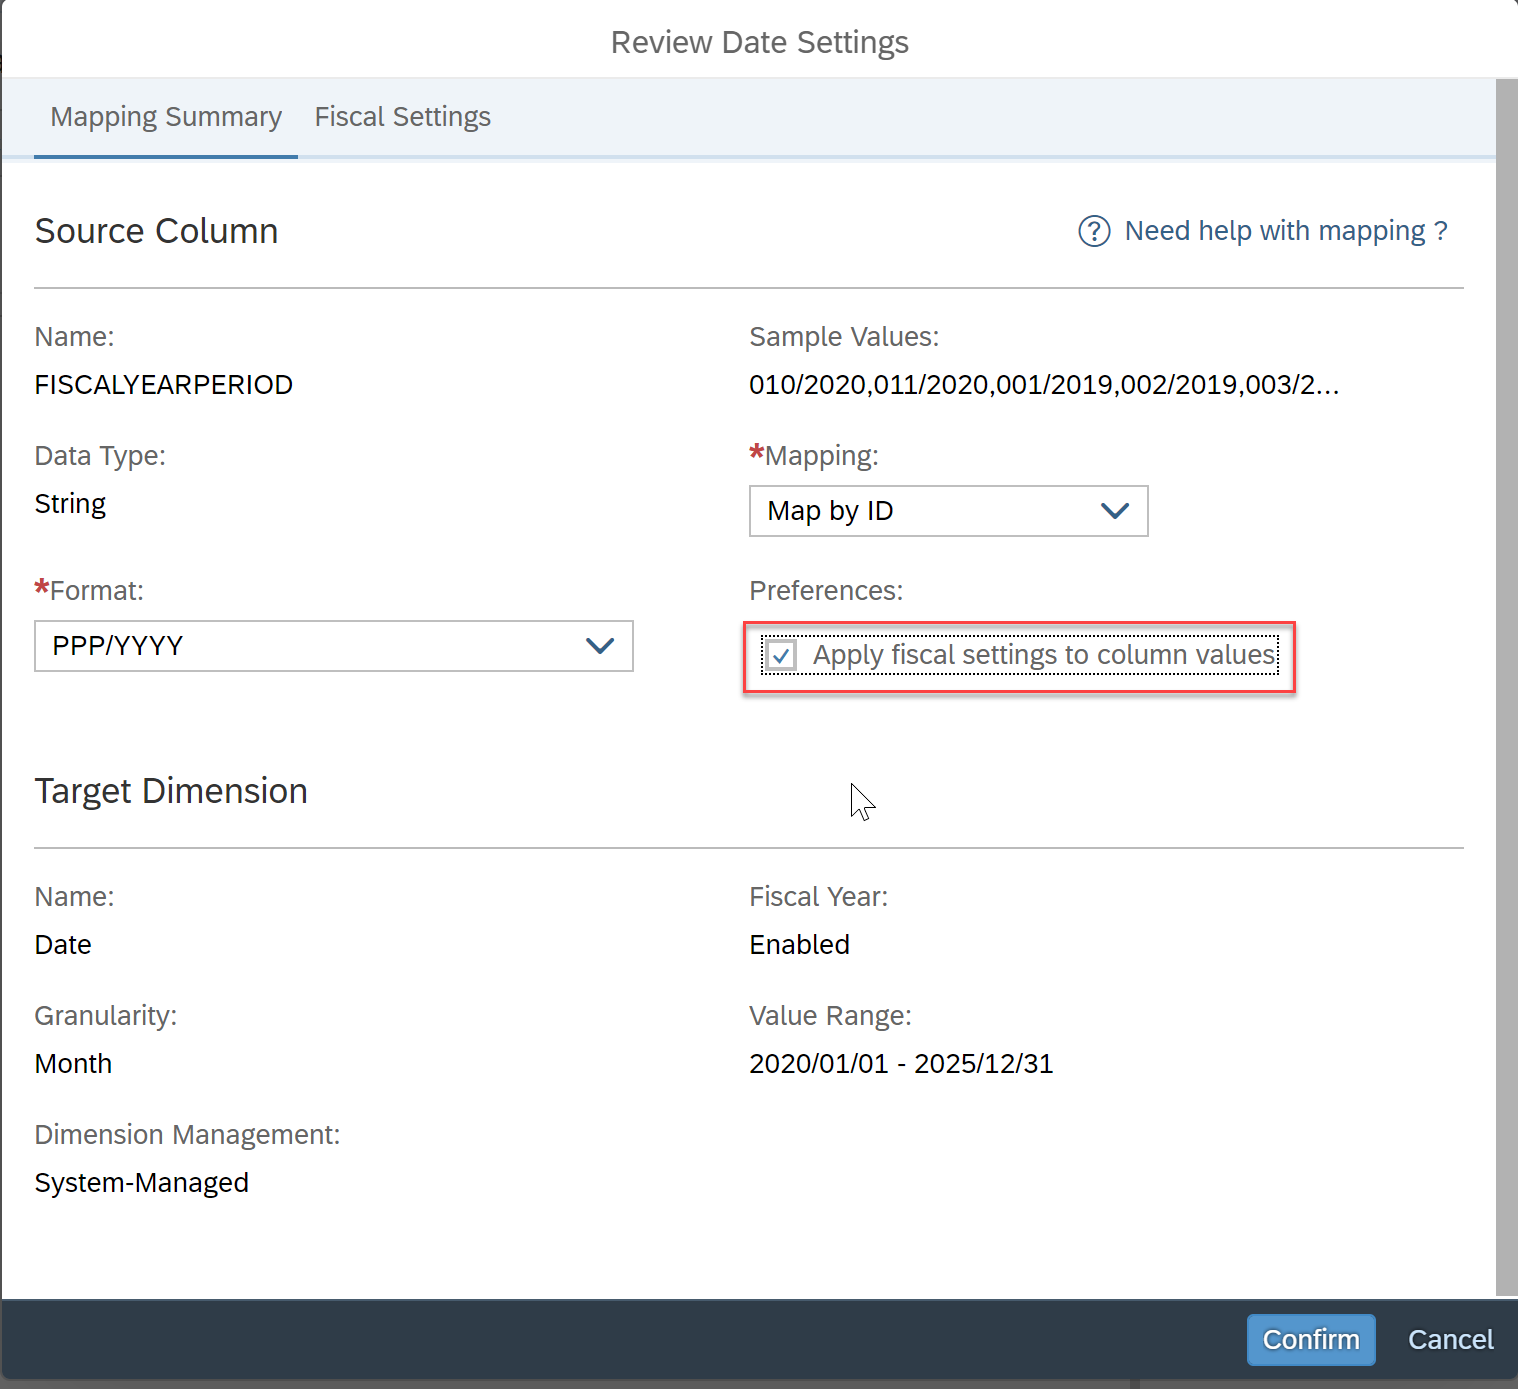 Review Date Settings
Mapping Summary Fiscal Settings
Source Column
? Need help with mapping ?
Name:
FISCALYEARPERIOD
Sample Values:
010/2020,011/2020,001/2019,002/2019,003/2...
Data Type:
String
*Mapping:
Map by ID
*Format:
PPP/YYYY
Preferences:
Apply fiscal settings to column values
Target Dimension
Name:
Date
Fiscal Year:
Enabled
Granularity:
Month
Value Range:
2020/01/01 - 2025/12/31
Dimension Management:
System-Managed
Confirm Cancel